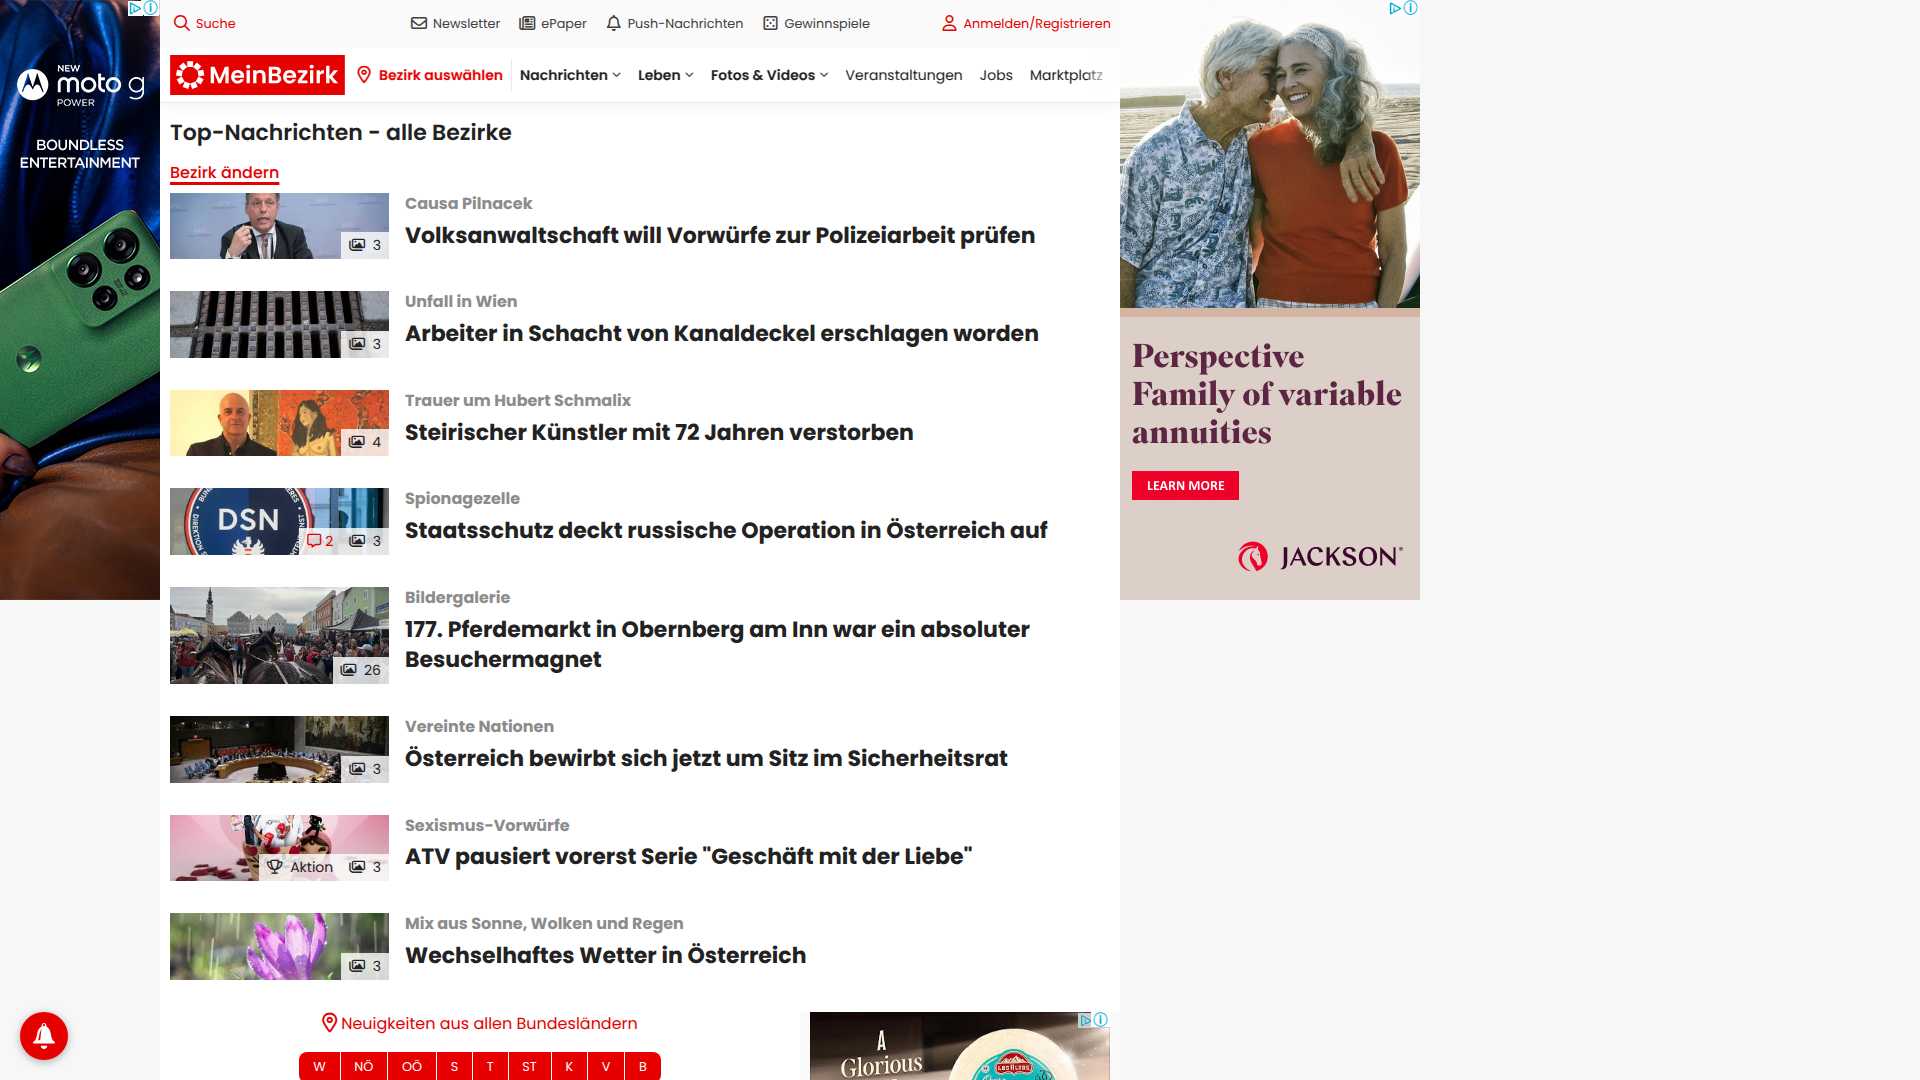 Suche
Newsletter
ePaper
Push-Nachrichten
Gewinnspiele
Anmelden/Registrieren
MeinBezirk
Bezirk auswählen
Nachrichten
Leben
Fotos & Videos
Veranstaltungen
Jobs
Marktplatz
NEW
moto g
POWER
BOUNDLESS
ENTERTAINMENT
Top-Nachrichten - alle Bezirke
Bezirk ändern
3
Causa Pilnacek
Volksanwaltschaft will Vorwürfe zur Polizeiarbeit prüfen
3
Unfall in Wien
Arbeiter in Schacht von Kanaldeckel erschlagen worden
4
Trauer um Hubert Schmalix
Steirischer Künstler mit 72 Jahren verstorben
DSN
2
3
Spionagezelle
Staatsschutz deckt russische Operation in Österreich auf
26
Bildergalerie
177. Pferdemarkt in Obernberg am Inn war ein absoluter
Besuchermagnet
3
Vereinte Nationen
Österreich bewirbt sich jetzt um Sitz im Sicherheitsrat
Aktion
3
Sexismus-Vorwürfe
ATV pausiert vorerst Serie "Geschäft mit der Liebe"
3
Mix aus Sonne, Wolken und Regen
Wechselhaftes Wetter in Österreich
Neuigkeiten aus allen Bundesländern
W
NÖ
OÖ
S
T
ST
K
V
B
A
Glorious
Perspective
Family of variable
annuities
LEARN MORE
JACKSON